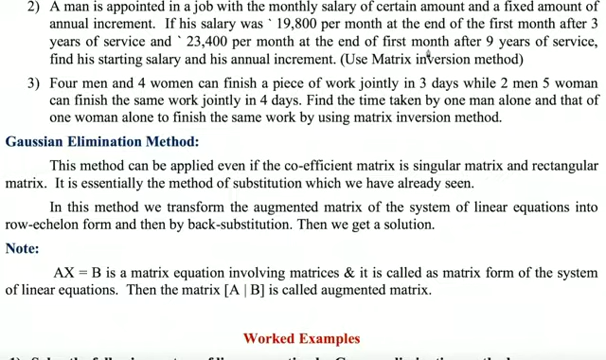 2) A man is appointed in a job with the monthly salary of certain amount and a fixed amount of
annual increment. If his salary was ` 19,800 per month at the end of the first month after 3
years of service and ` 23,400 per month at the end of first month after 9 years of service,
find his starting salary and his annual increment. (Use Matrix inversion method)
3) Four men and 4 women can finish a piece of work jointly in 3 days while 2 men 5 woman
can finish the same work jointly in 4 days. Find the time taken by one man alone and that of
one woman alone to finish the same work by using matrix inversion method.
Gaussian Elimination Method:
This method can be applied even if the co-efficient matrix is singular matrix and rectangular
matrix. It is essentially the method of substitution which we have already seen.
In this method we transform the augmented matrix of the system of linear equations into
row-echelon form and then by back-substitution. Then we get a solution.
Note:
AX = B is a matrix equation involving matrices & it is called as matrix form of the system
of linear equations. Then the matrix [A | B] is called augmented matrix.
Worked Examples